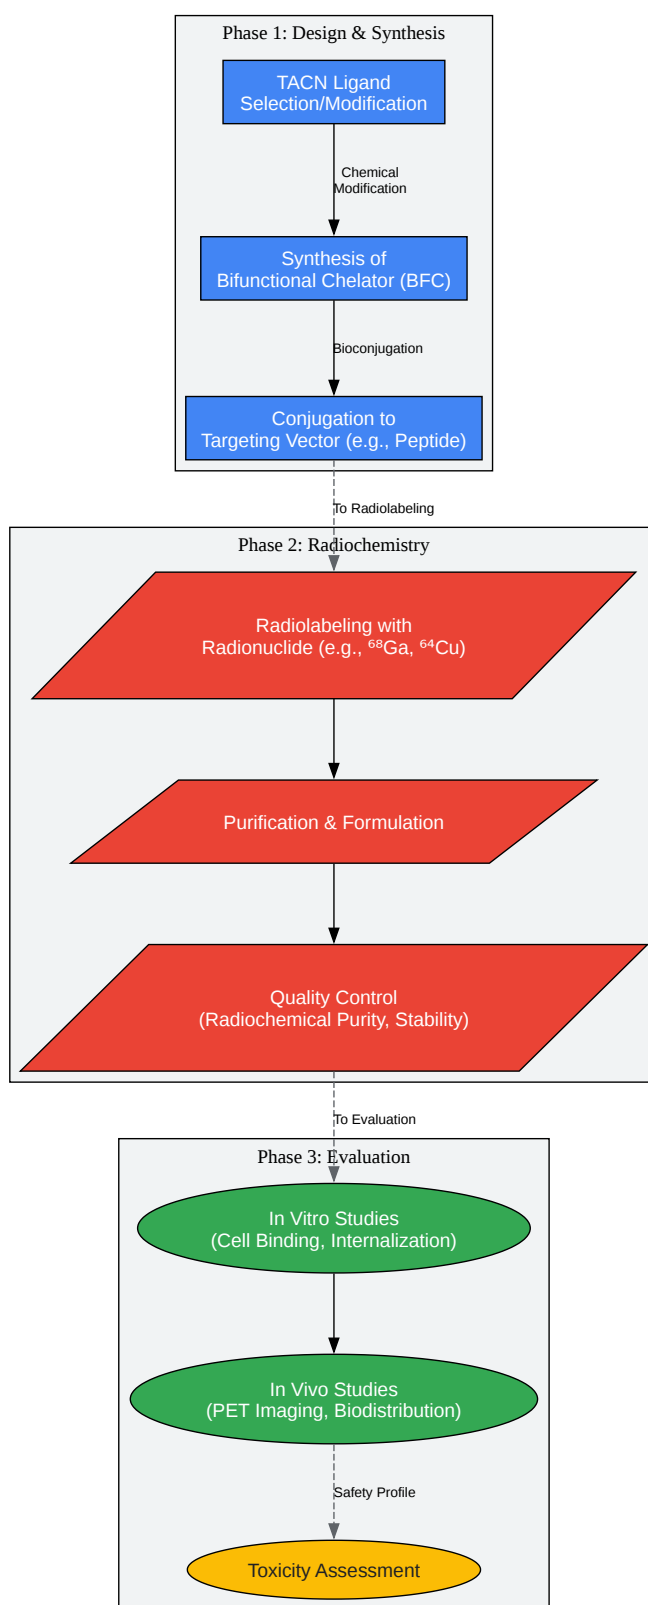 Phase 1: Design & Synthesis
TACN Ligand
Selection/Modification
Chemical
Modification
Synthesis of
Bifunctional Chelator (BFC)
Bioconjugation
Conjugation to
Targeting Vector (e.g., Peptide)
To Radiolabeling
Phase 2: Radiochemistry
Radiolabeling with
Radionuclide (e.g., ⁶⁸Ga, ⁶⁴Cu)
Purification & Formulation
Quality Control
(Radiochemical Purity, Stability)
To Evaluation
Phase 3: Evaluation
In Vitro Studies
(Cell Binding, Internalization)
In Vivo Studies
(PET Imaging, Biodistribution)
Safety Profile
Toxicity Assessment